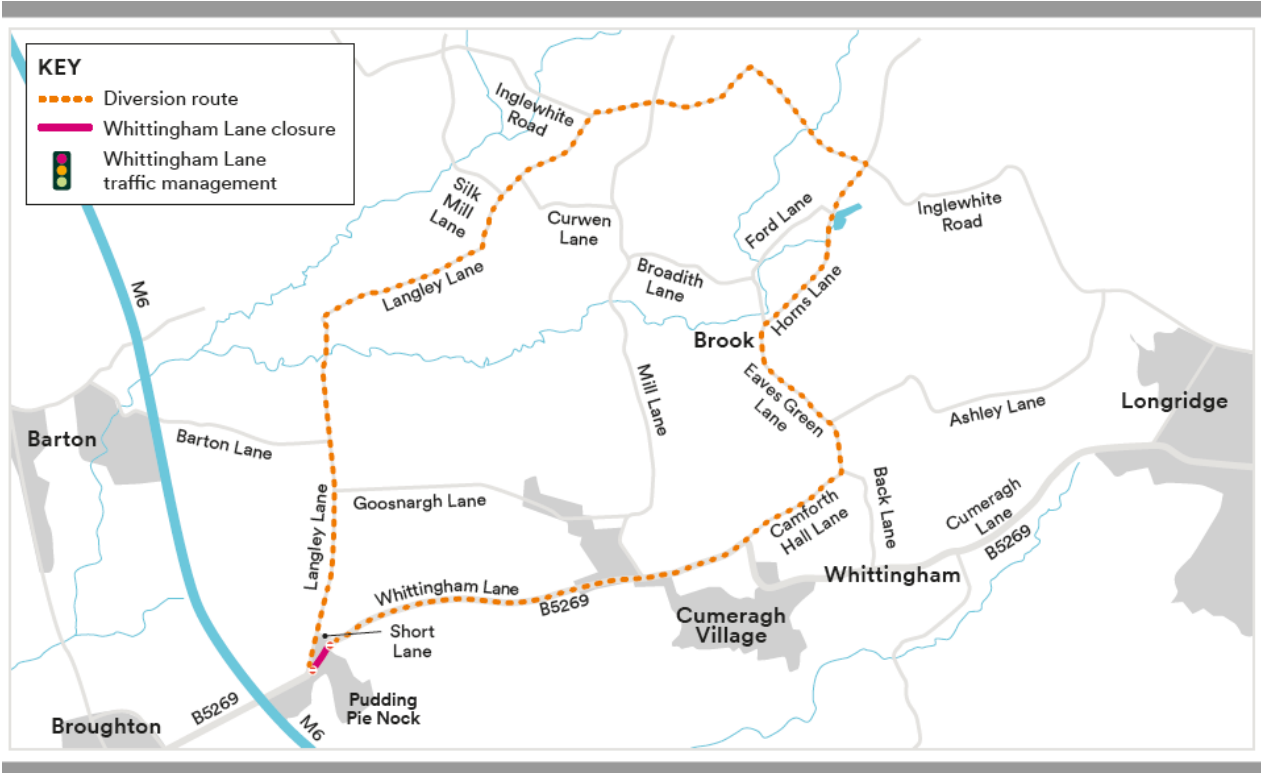 KEY
Diversion route
Whittingham Lane closure
Whittingham Lane
traffic management
Inglewhite
Road
Silk
Mill
Lane
Curwen
Lane
Ford Lane
Inglewhite
Road
Langley Lane
Broadith
Lane
Horns Lane
M6
Brook
Mill Lane
Eaves Green
Lane
Ashley Lane
Longridge
Barton
Barton Lane
Goosnargh Lane
Langley Lane
Camforth
Hall Lane
Back Lane
Cumeragh
Lane
B5269
Whittingham
Whittingham Lane
B5269
Cumeragh
Village
Short
Lane
Pudding
Pie Nock
B5269
Broughton
M6